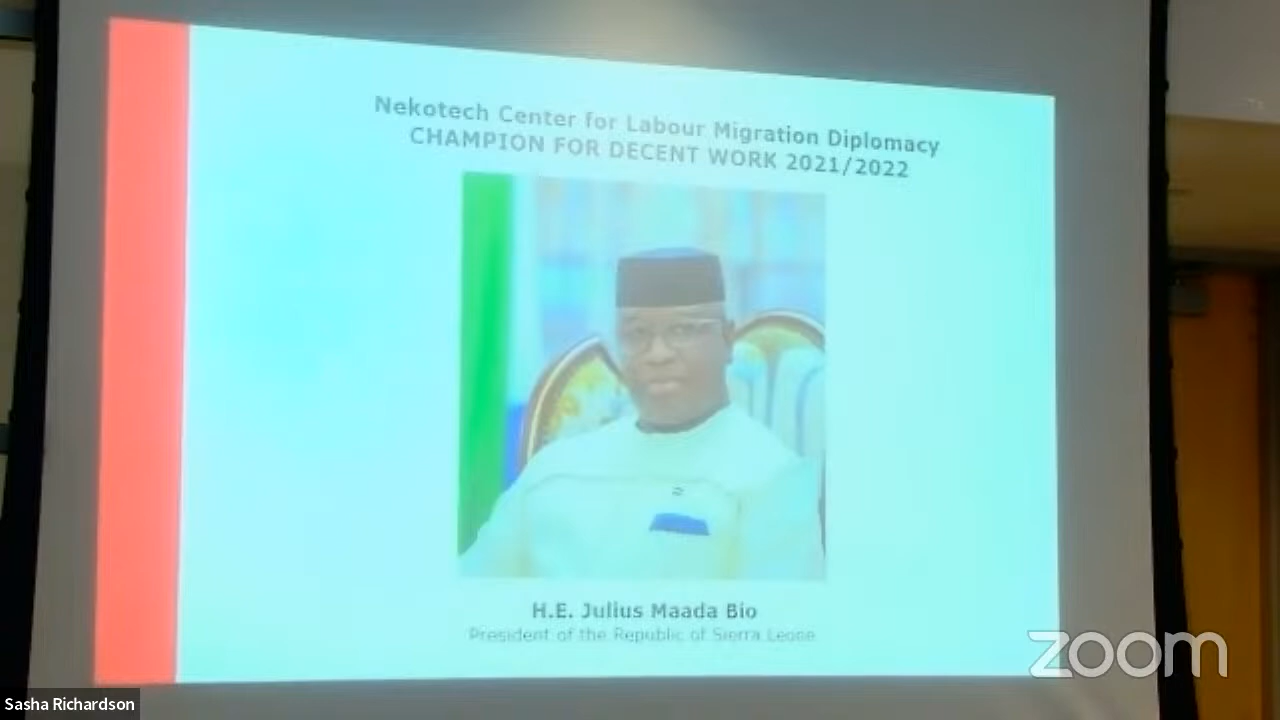 Nekotech Center for Labour Migration Diplomacy
CHAMPION FOR DECENT WORK 2021/2022
H.E. Julius Maada Bio
President of the Republic of Sierra Leone
zoom
Sasha Richardson